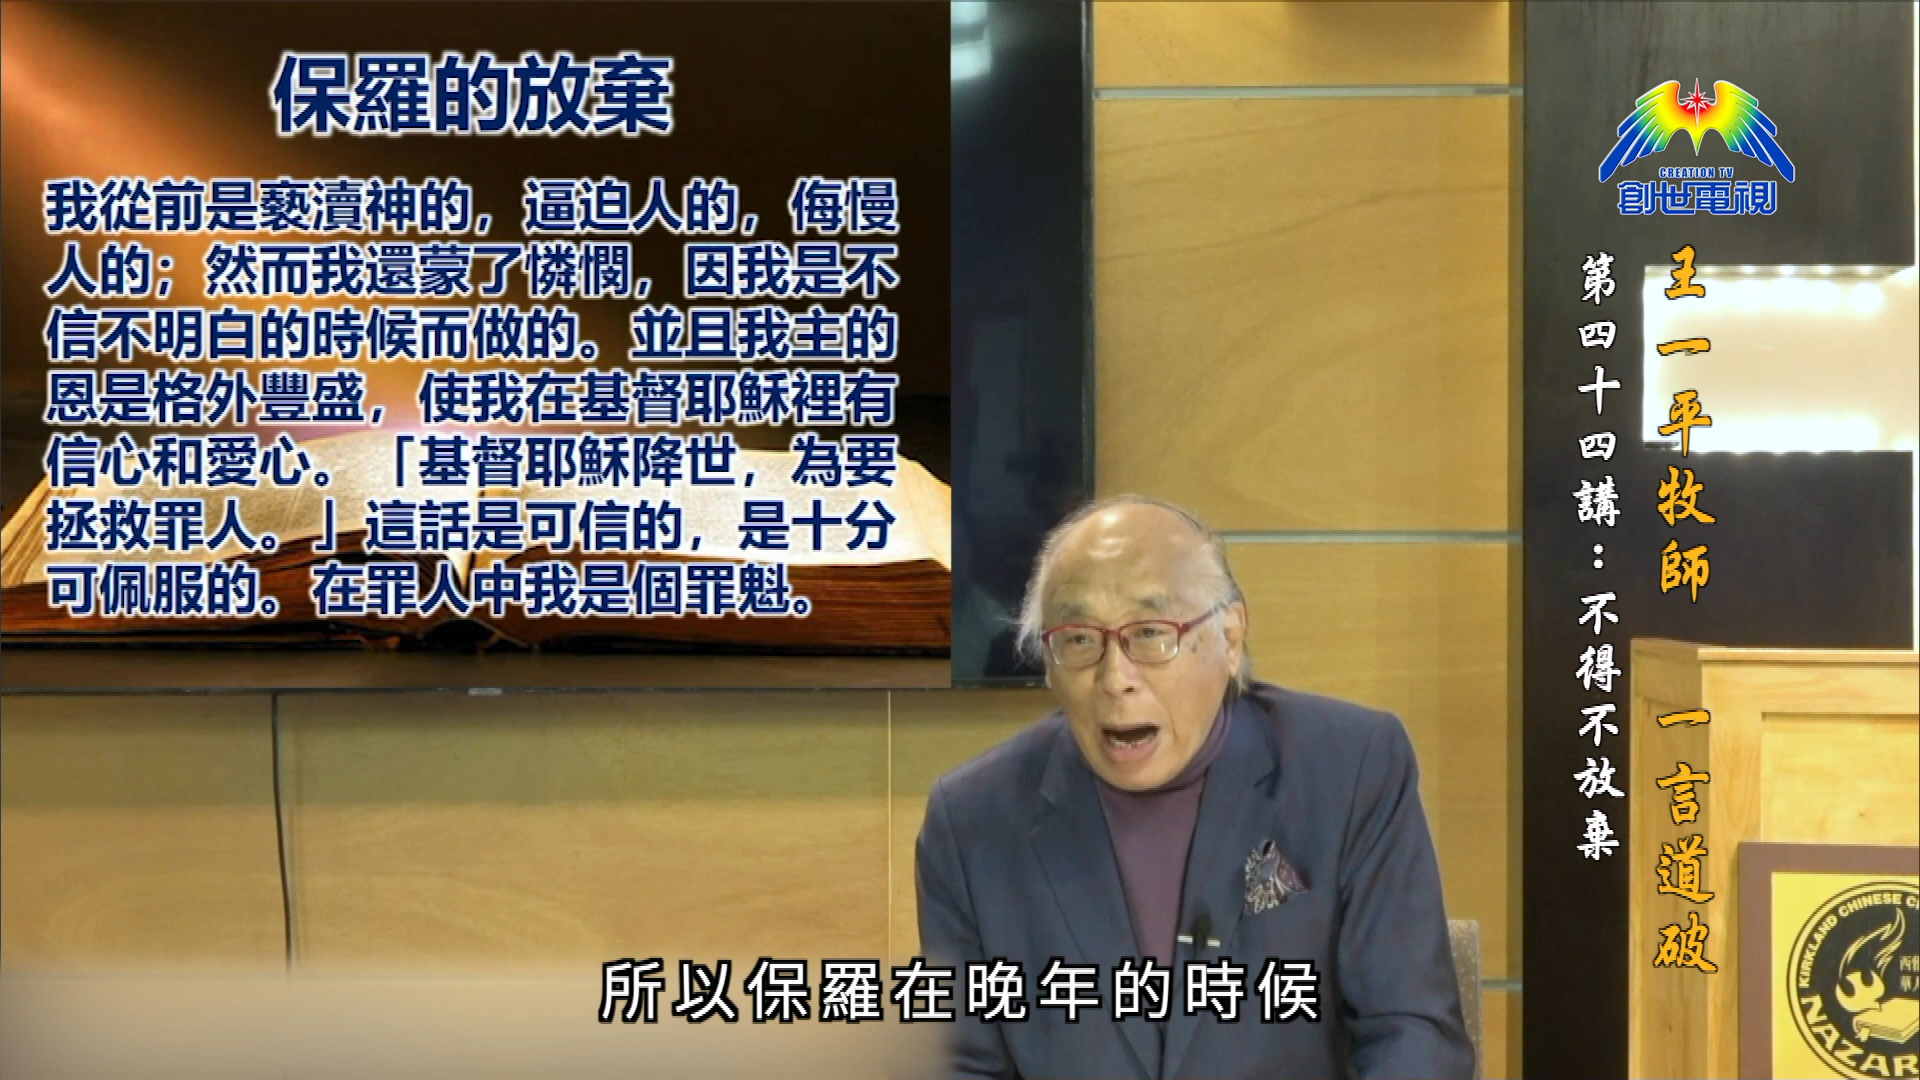 保羅的放棄
我從前是褻瀆神的，逼迫人的，侮慢
人的；然而我還蒙了憐憫，因我是不
信不明白的時候而做的。並且我主的
恩是格外豐盛，使我在基督耶穌裡有
信心和愛心。「基督耶穌降世，為要
拯救罪人。」這話是可信的，是十分
可佩服的。在罪人中我是個罪魁。
CREATION TV
創世電視
王一平牧師 一言道破
第四十四講：不得不放棄
KIRKLAND CHINESE C
NAZAR
所以保羅在晚年的時候